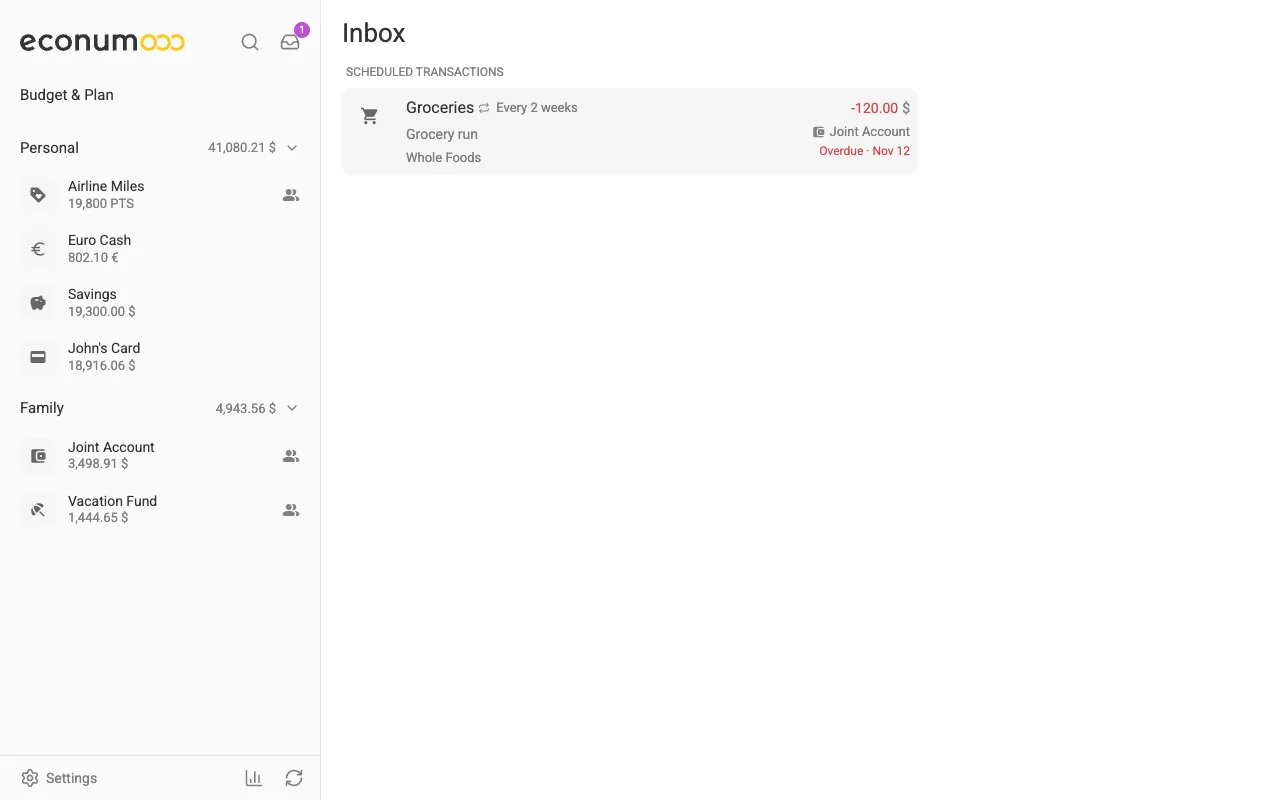 econumooo
1
Budget & Plan
Personal 41,080.21 $
Airline Miles
19,800 PTS
Euro Cash
802.10 €
Savings
19,300.00 $
John's Card
18,916.06 $
Family 4,943.56 $
Joint Account
3,498.91 $
Vacation Fund
1,444.65 $
Settings
Inbox
SCHEDULED TRANSACTIONS
Groceries Every 2 weeks -120.00 $
Grocery run Joint Account
Whole Foods Overdue · Nov 12